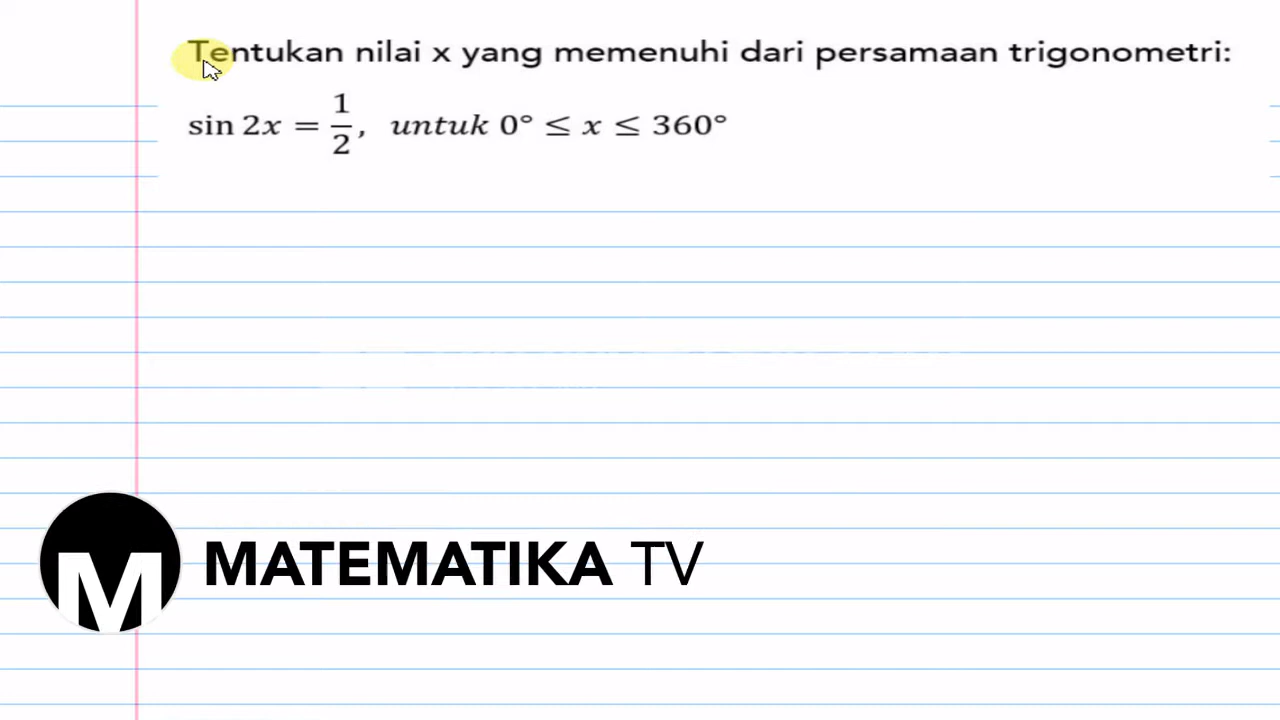 Tentukan nilai x yang memenuhi dari persamaan trigonometri:
sin 2x = 1/2, untuk 0° ≤ x ≤ 360°
M MATEMATIKA TV